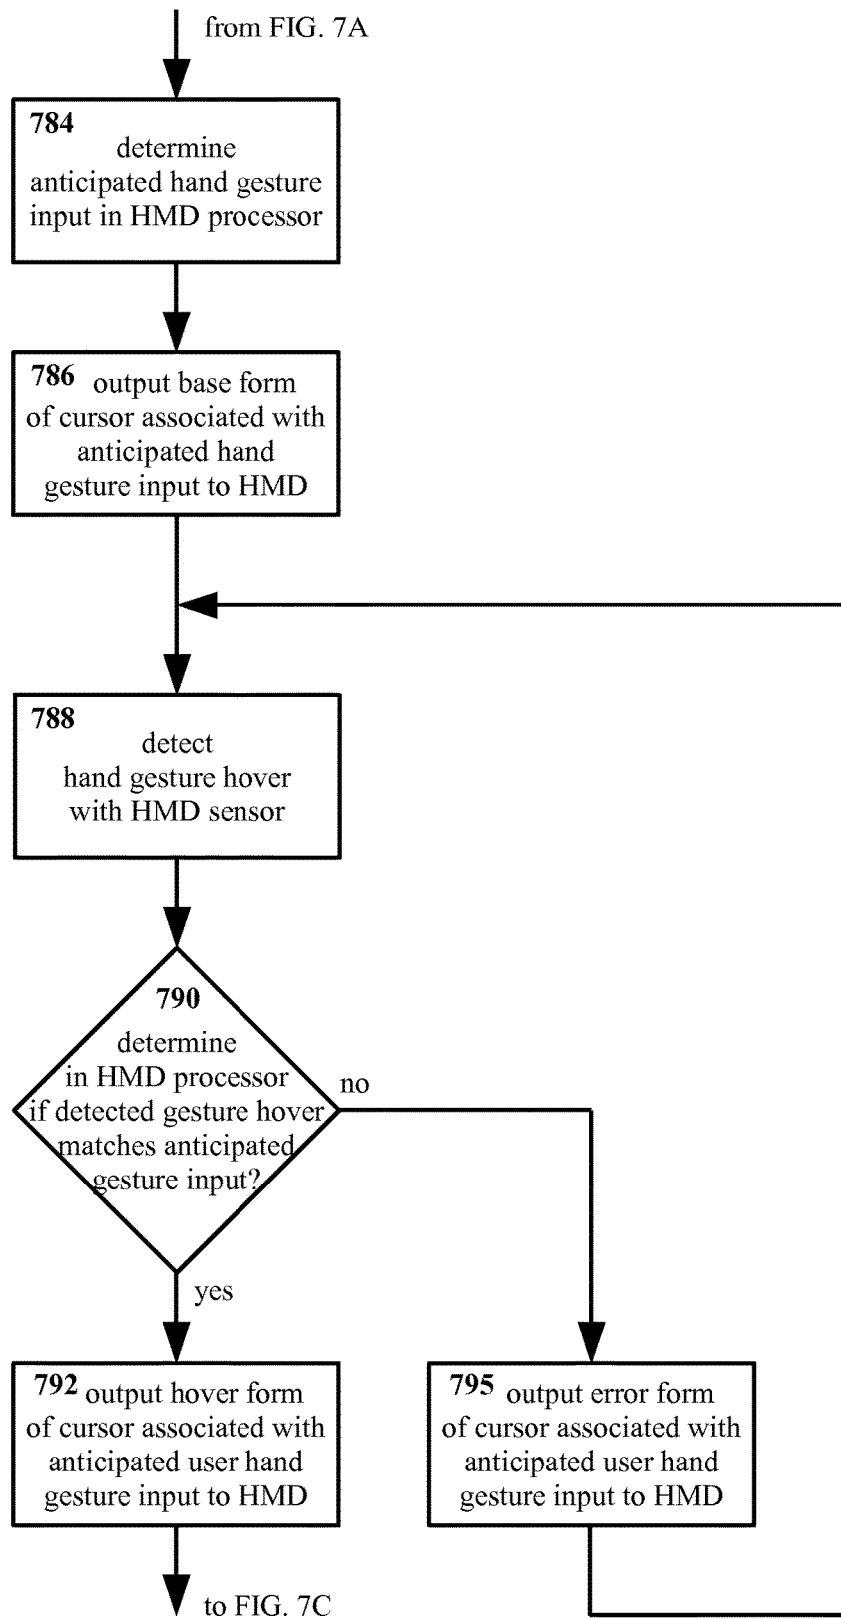 from FIG. 7A
784
determine
anticipated hand gesture
input in HMD processor
786 output base form
of cursor associated with
anticipated hand
gesture input to HMD
788
detect
hand gesture hover
with HMD sensor
790
determine
in HMD processor
if detected gesture hover
matches anticipated
gesture input?
no
yes
792 output hover form
of cursor associated with
anticipated user hand
gesture input to HMD
795 output error form
of cursor associated with
anticipated user hand
gesture input to HMD
to FIG. 7C